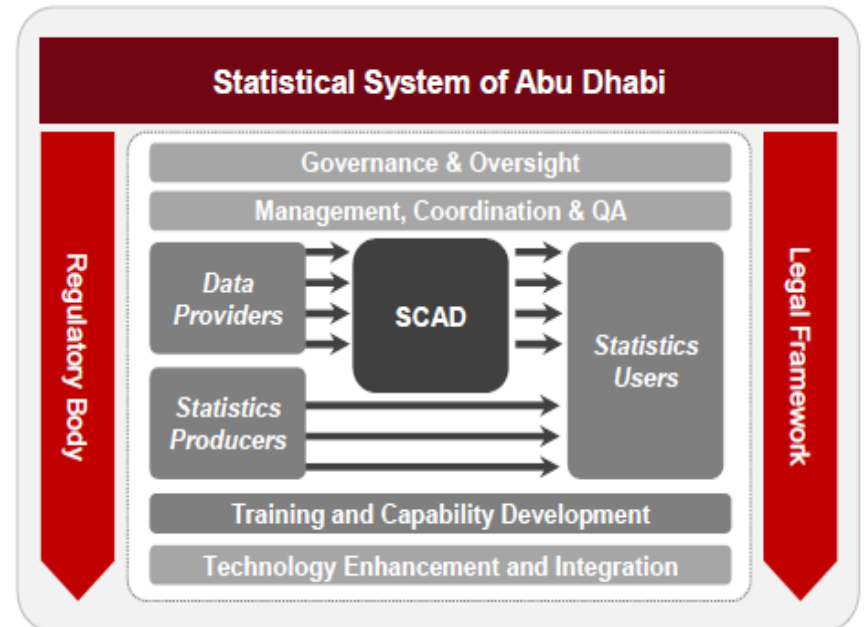 Statistical System of Abu Dhabi
Regulatory Body
Governance & Oversight
Management, Coordination & QA
Data
Providers
SCAD
Statistics
Users
Statistics
Producers
Training and Capability Development
Technology Enhancement and Integration
Legal Framework